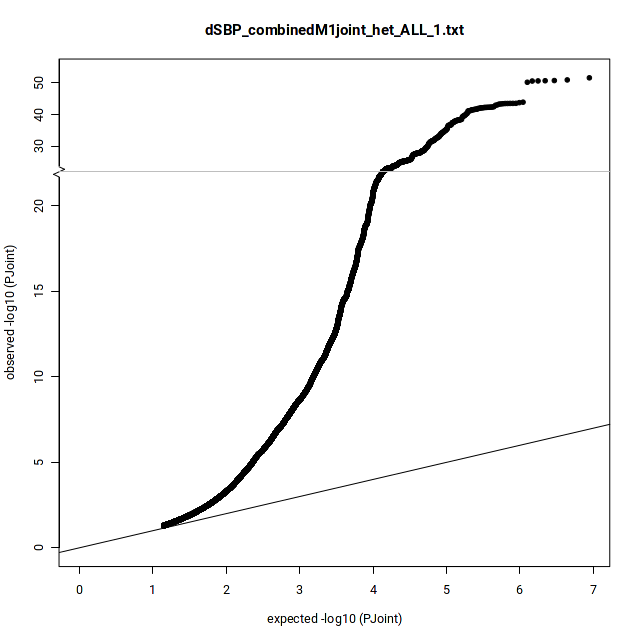 dSBP_combinedM1joint_het_ALL_1.txt
50
40
30
20
15
10
5
0
observed -log10 (PJoint)
0 1 2 3 4 5 6 7
expected -log10 (PJoint)